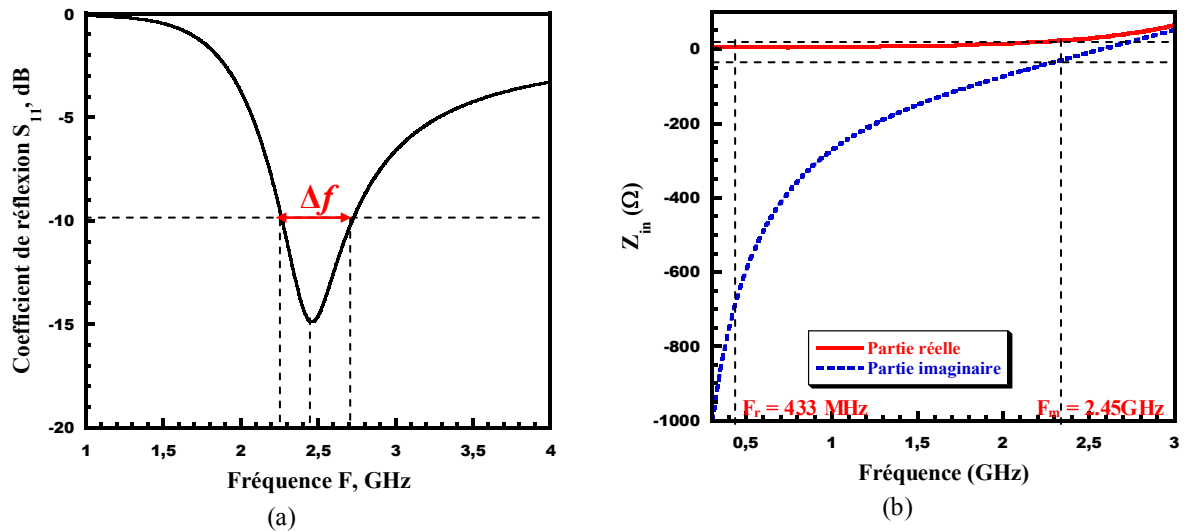 Coefficient de réflexion S11, dB
0
-5
-10
-15
-20
Δf
1
1,5
2
2,5
3
3,5
4
Fréquence F, GHz
(a)
Zin (Ω)
0
-200
-400
-600
-800
-1000
Partie réelle
Partie imaginaire
Fr = 433 MHz
Fm = 2.45GHz
0,5
1
1,5
2
2,5
3
Fréquence (GHz)
(b)